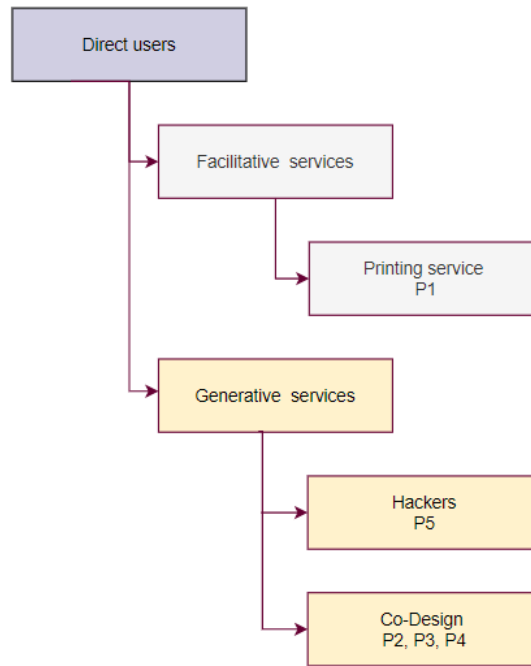 Direct users
Facilitative services
Printing service
P1
Generative services
Hackers
P5
Co-Design
P2, P3, P4